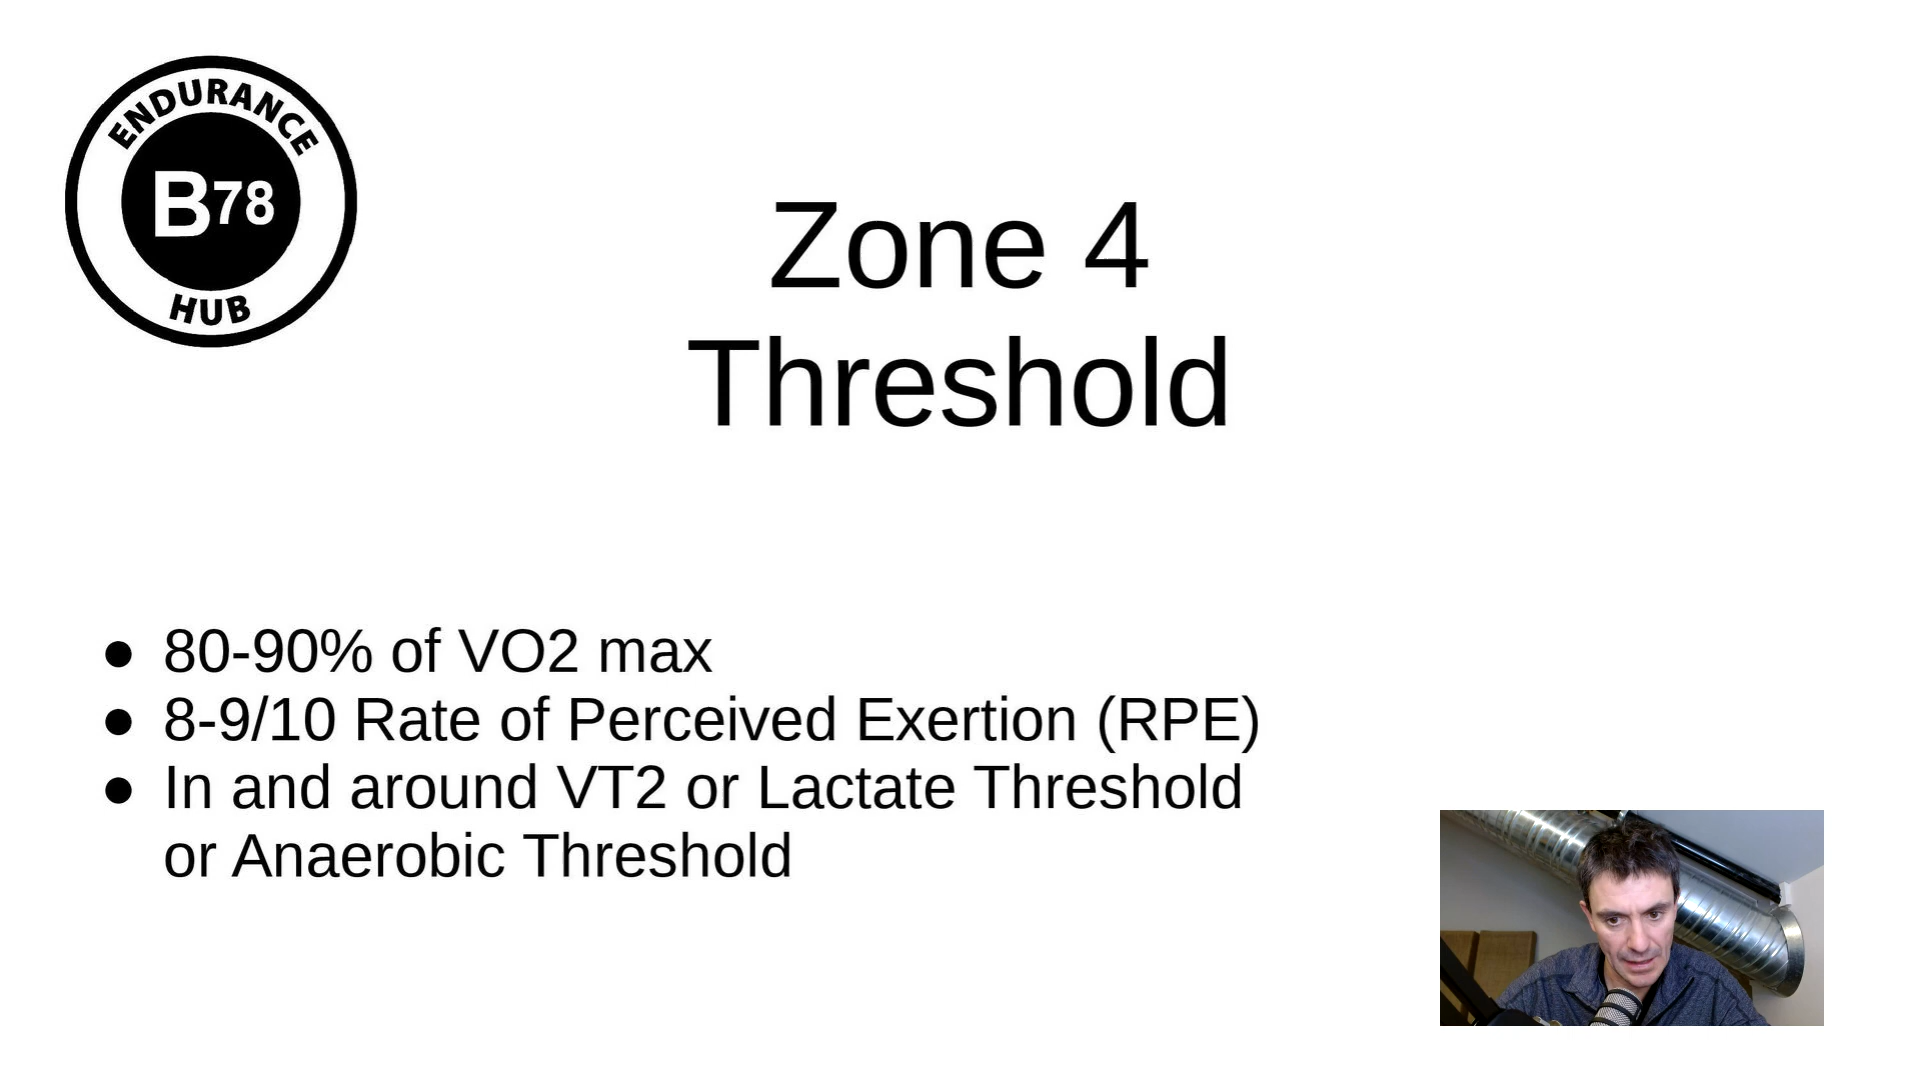 ENDURANCE
B78
HUB
Zone 4
Threshold
● 80-90% of VO2 max
● 8-9/10 Rate of Perceived Exertion (RPE)
● In and around VT2 or Lactate Threshold
or Anaerobic Threshold